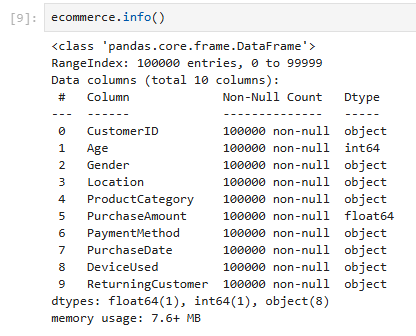 [9]: ecommerce.info()
<class 'pandas.core.frame.DataFrame'>
RangeIndex: 100000 entries, 0 to 99999
Data columns (total 10 columns):
 #   Column           Non-Null Count   Dtype
---  ------           --------------   -----
 0   CustomerID       100000 non-null  object
 1   Age              100000 non-null  int64
 2   Gender           100000 non-null  object
 3   Location         100000 non-null  object
 4   ProductCategory  100000 non-null  object
 5   PurchaseAmount   100000 non-null  float64
 6   PaymentMethod    100000 non-null  object
 7   PurchaseDate     100000 non-null  object
 8   DeviceUsed       100000 non-null  object
 9   ReturningCustomer  100000 non-null  object
dtypes: float64(1), int64(1), object(8)
memory usage: 7.6+ MB